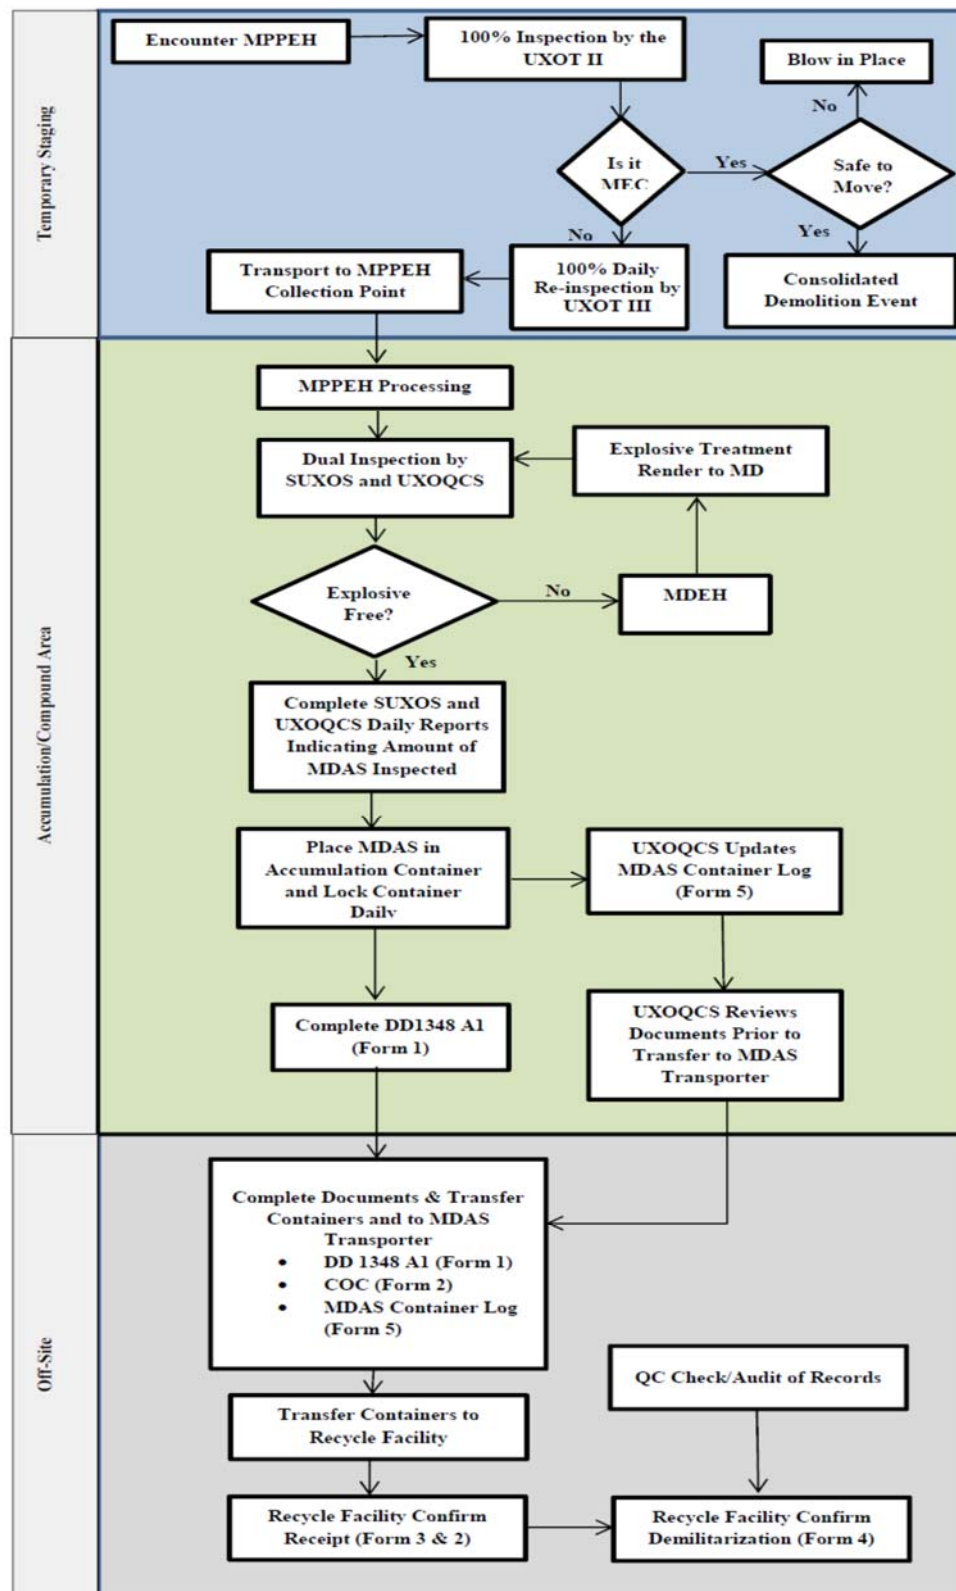 Temporary Staging
Encounter MPPEH
100% Inspection by the
UXOT II
Blow in Place
No
Is it
MEC
Yes
Safe to
Move?
No
Yes
Transport to MPPEH
Collection Point
100% Daily
Re-inspection by
UXOT III
Consolidated
Demolition Event
Accumulation/Compound Area
MPPEH Processing
Dual Inspection by
SUXOS and UXOQCS
Explosive Treatment
Render to MD
Explosive
Free?
No
MDEH
Yes
Complete SUXOS and
UXOQCS Daily Reports
Indicating Amount of
MDAS Inspected
Place MDAS in
Accumulation Container
and Lock Container
Daily
UXOQCS Updates
MDAS Container Log
(Form 5)
Complete DD1348 A1
(Form 1)
UXOQCS Reviews
Documents Prior to
Transfer to MDAS
Transporter
Off-Site
Complete Documents & Transfer
Containers and to MDAS
Transporter
• DD 1348 A1 (Form 1)
• COC (Form 2)
• MDAS Container Log
(Form 5)
QC Check/Audit of Records
Transfer Containers to
Recycle Facility
Recycle Facility Confirm
Receipt (Form 3 & 2)
Recycle Facility Confirm
Demilitarization (Form 4)